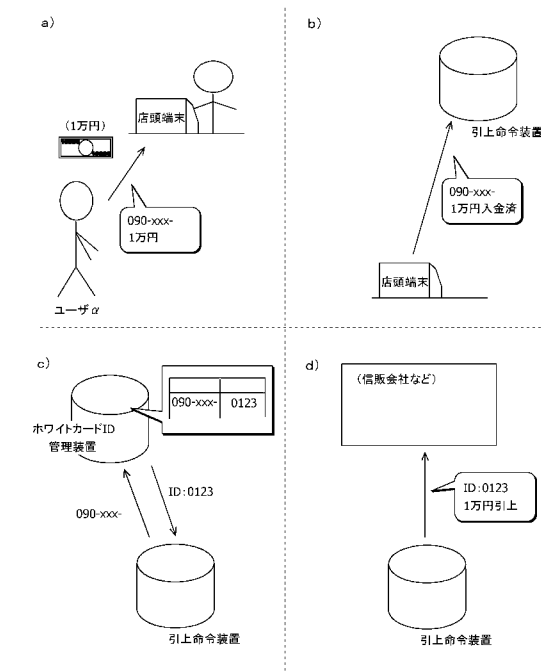 a)
店頭端末
(1万円)
090-xxx-
1万円
ユーザα
b)
引上命令装置
090-xxx-
1万円入金済
店頭端末
c)
090-xxx- 0123
ホワイトカードID
管理装置
ID:0123
090-xxx-
引上命令装置
d)
(信販会社など)
ID:0123
1万円引上
引上命令装置